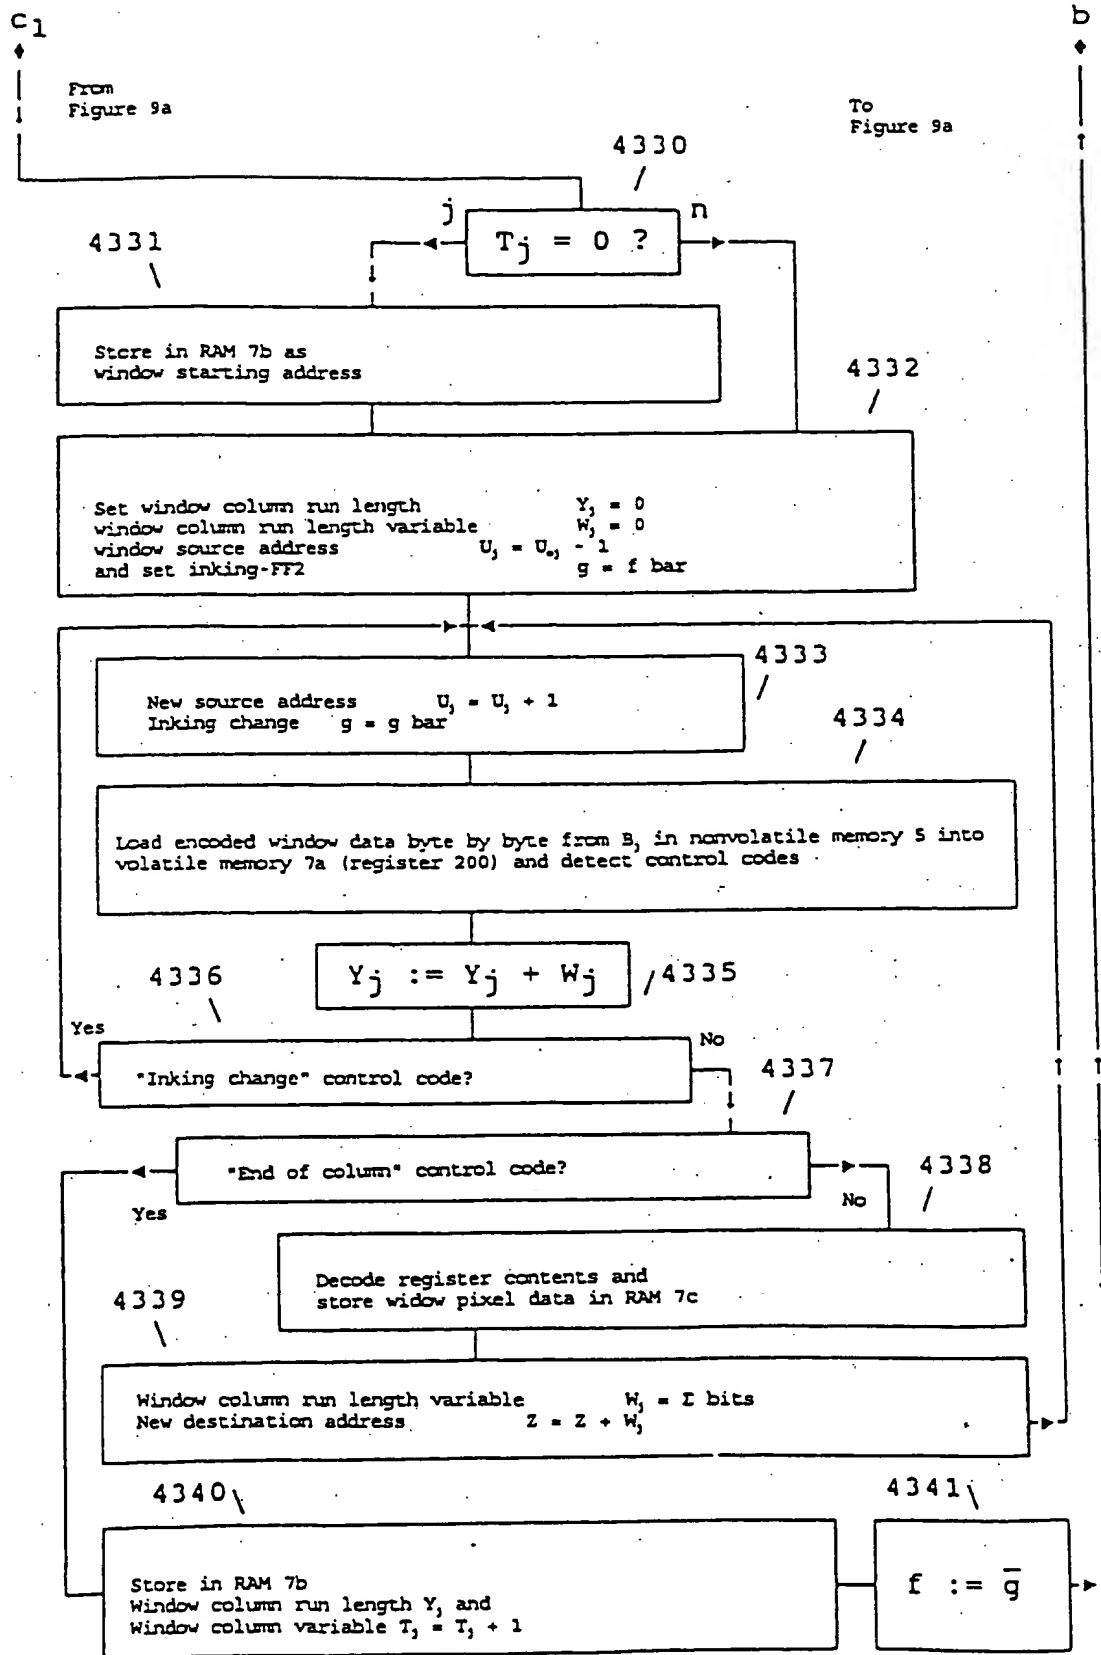 c1
b
From
Figure 9a
To
Figure 9a
4330
j
Tj = 0 ?
n
4331
Store in RAM 7b as
window starting address
4332
Set window column run length Yj = 0
window column run length variable Wj = 0
window source address Uj = Uoj - 1
and set inking-F̅F̅2 g = f bar
4333
New source address Uj = Uj + 1
Inking change g = g bar
4334
Load encoded window data byte by byte from Bj in nonvolatile memory 5 into
volatile memory 7a (register 200) and detect control codes
Yj := Yj + Wj
4335
4336
Yes
No
"Inking change" control code?
4337
"End of column" control code?
4338
Yes
No
Decode register contents and
store widow pixel data in RAM 7c
4339
Window column run length variable Wj = Σ bits
New destination address Z = Z + Wj
4340
4341
Store in RAM 7b
Window column run length Yj and
Window column variable Tj = Tj + 1
f := g̅